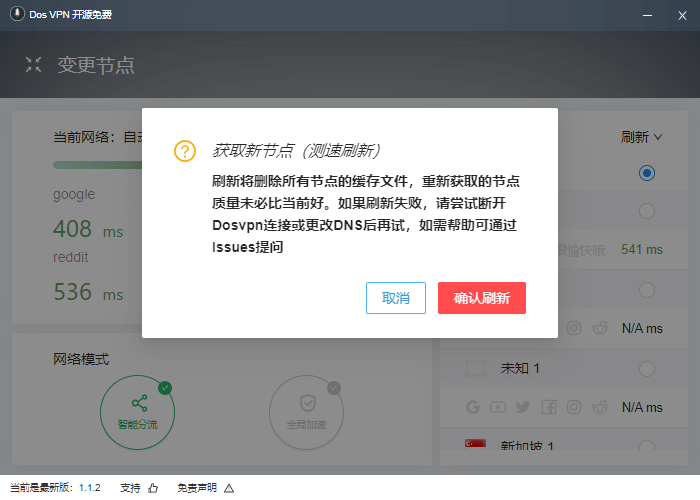 Dos VPN 开源免费
变更节点
当前网络：自
刷新
google
408 ms
reddit
536 ms
获取新节点（测速刷新）
刷新将删除所有节点的缓存文件，重新获取的节点
质量未必比当前好。如果刷新失败，请尝试断开
Dosvpn连接或更改DNS后再试，如需帮助可通过
Issues提问
取消
确认刷新
愉快哦
541 ms
N/A ms
未知 1
N/A ms
新加坡 1
网络模式
智能分流
全局加速
当前是最新版：1.1.2
支持
免责声明